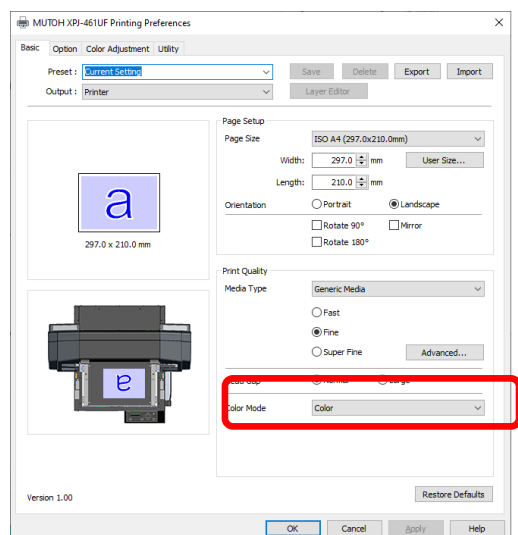 MUTOH XPJ-461UF Printing Preferences
Basic Option Color Adjustment Utility
Preset : Current Setting Save Delete Export Import
Output : Printer Layer Editor
Page Setup
Page Size ISO A4 (297.0x210.0mm)
Width: 297.0 mm User Size...
Length: 210.0 mm
Orientation Portrait Landscape
Rotate 90° Mirror
Rotate 180°
a
297.0 x 210.0 mm
Print Quality
Media Type Generic Media
Fast
Fine
Super Fine Advanced...
a
Color Mode Color
Version 1.00 Restore Defaults
OK Cancel Apply Help